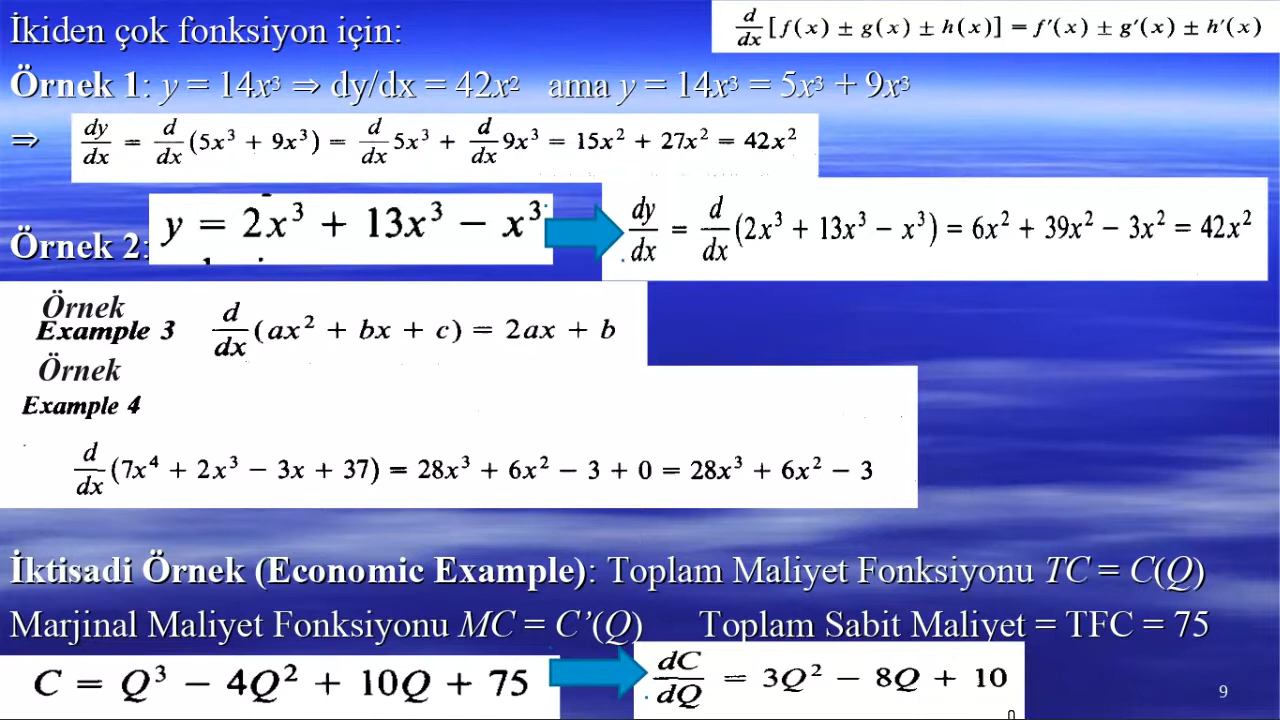 İkiden çok fonksiyon için: d/dx [f(x) ± g(x) ± h(x)] = f′(x) ± g′(x) ± h′(x)
Örnek 1: y = 14x³ ⇒ dy/dx = 42x² ama y = 14x³ = 5x³ + 9x³
⇒ dy/dx = d/dx (5x³ + 9x³) = d/dx 5x³ + d/dx 9x³ = 15x² + 27x² = 42x²
Örnek 2: y = 2x³ + 13x³ − x³ dy/dx = d/dx (2x³ + 13x³ − x³) = 6x² + 39x² − 3x² = 42x²
Örnek
Example 3 d/dx (ax² + bx + c) = 2ax + b
Örnek
Example 4
d/dx (7x⁴ + 2x³ − 3x + 37) = 28x³ + 6x² − 3 + 0 = 28x³ + 6x² − 3
İktisadi Örnek (Economic Example): Toplam Maliyet Fonksiyonu TC = C(Q)
Marjinal Maliyet Fonksiyonu MC = C’(Q) Toplam Sabit Maliyet = TFC = 75
C = Q³ − 4Q² + 10Q + 75 dC/dQ = 3Q² − 8Q + 10
9